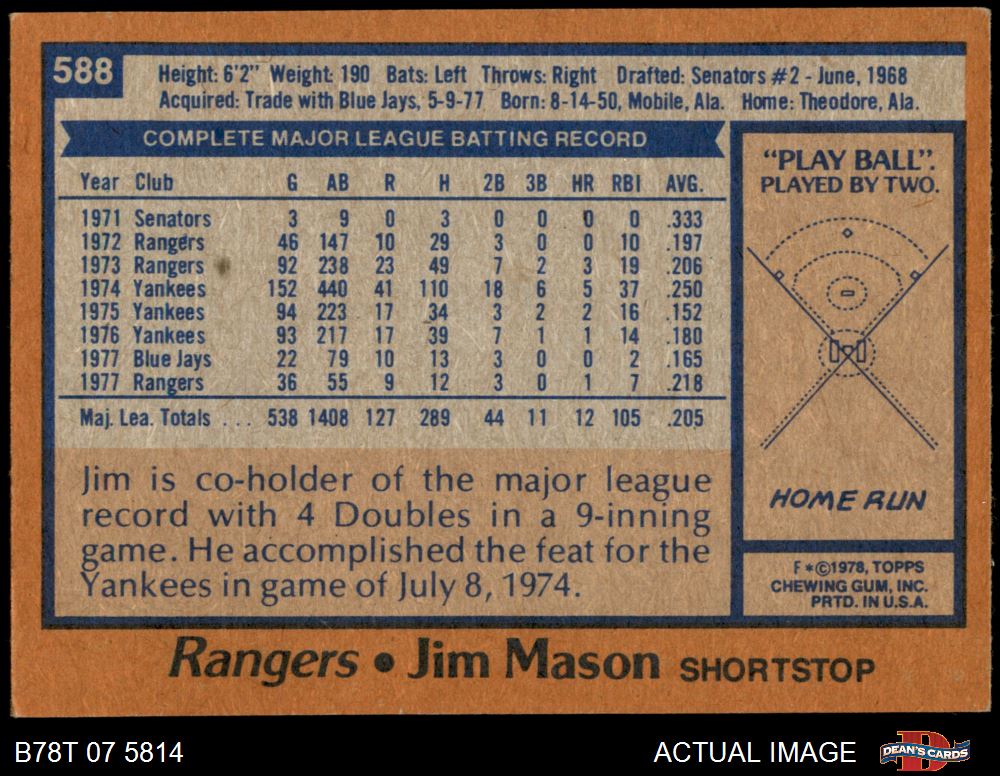 588
Height: 6'2" Weight: 190 Bats: Left Throws: Right Drafted: Senators #2 - June, 1968
Acquired: Trade with Blue Jays, 5-9-77 Born: 8-14-50, Mobile, Ala. Home: Theodore, Ala.
COMPLETE MAJOR LEAGUE BATTING RECORD
Year Club G AB R H 2B 3B HR RBI AVG.
1971 Senators 3 9 0 3 0 0 0 0 .333
1972 Rangers 46 147 10 29 3 0 0 10 .197
1973 Rangers 92 238 23 49 7 2 3 19 .206
1974 Yankees 152 440 41 110 18 6 5 37 .250
1975 Yankees 94 223 17 34 3 2 2 16 .152
1976 Yankees 93 217 17 39 7 1 1 14 .180
1977 Blue Jays 22 79 10 13 3 0 0 2 .165
1977 Rangers 36 55 9 12 3 0 1 7 .218
Maj. Lea. Totals . . . 538 1408 127 289 44 11 12 105 .205
Jim is co-holder of the major league
record with 4 Doubles in a 9-inning
game. He accomplished the feat for the
Yankees in game of July 8, 1974.
"PLAY BALL".
PLAYED BY TWO.
HOME RUN
F*©1978, TOPPS
CHEWING GUM, INC.
PRTD. IN U.S.A.
Rangers • Jim Mason SHORTSTOP
B78T 07 5814
ACTUAL IMAGE
D
DEAN'S CARDS